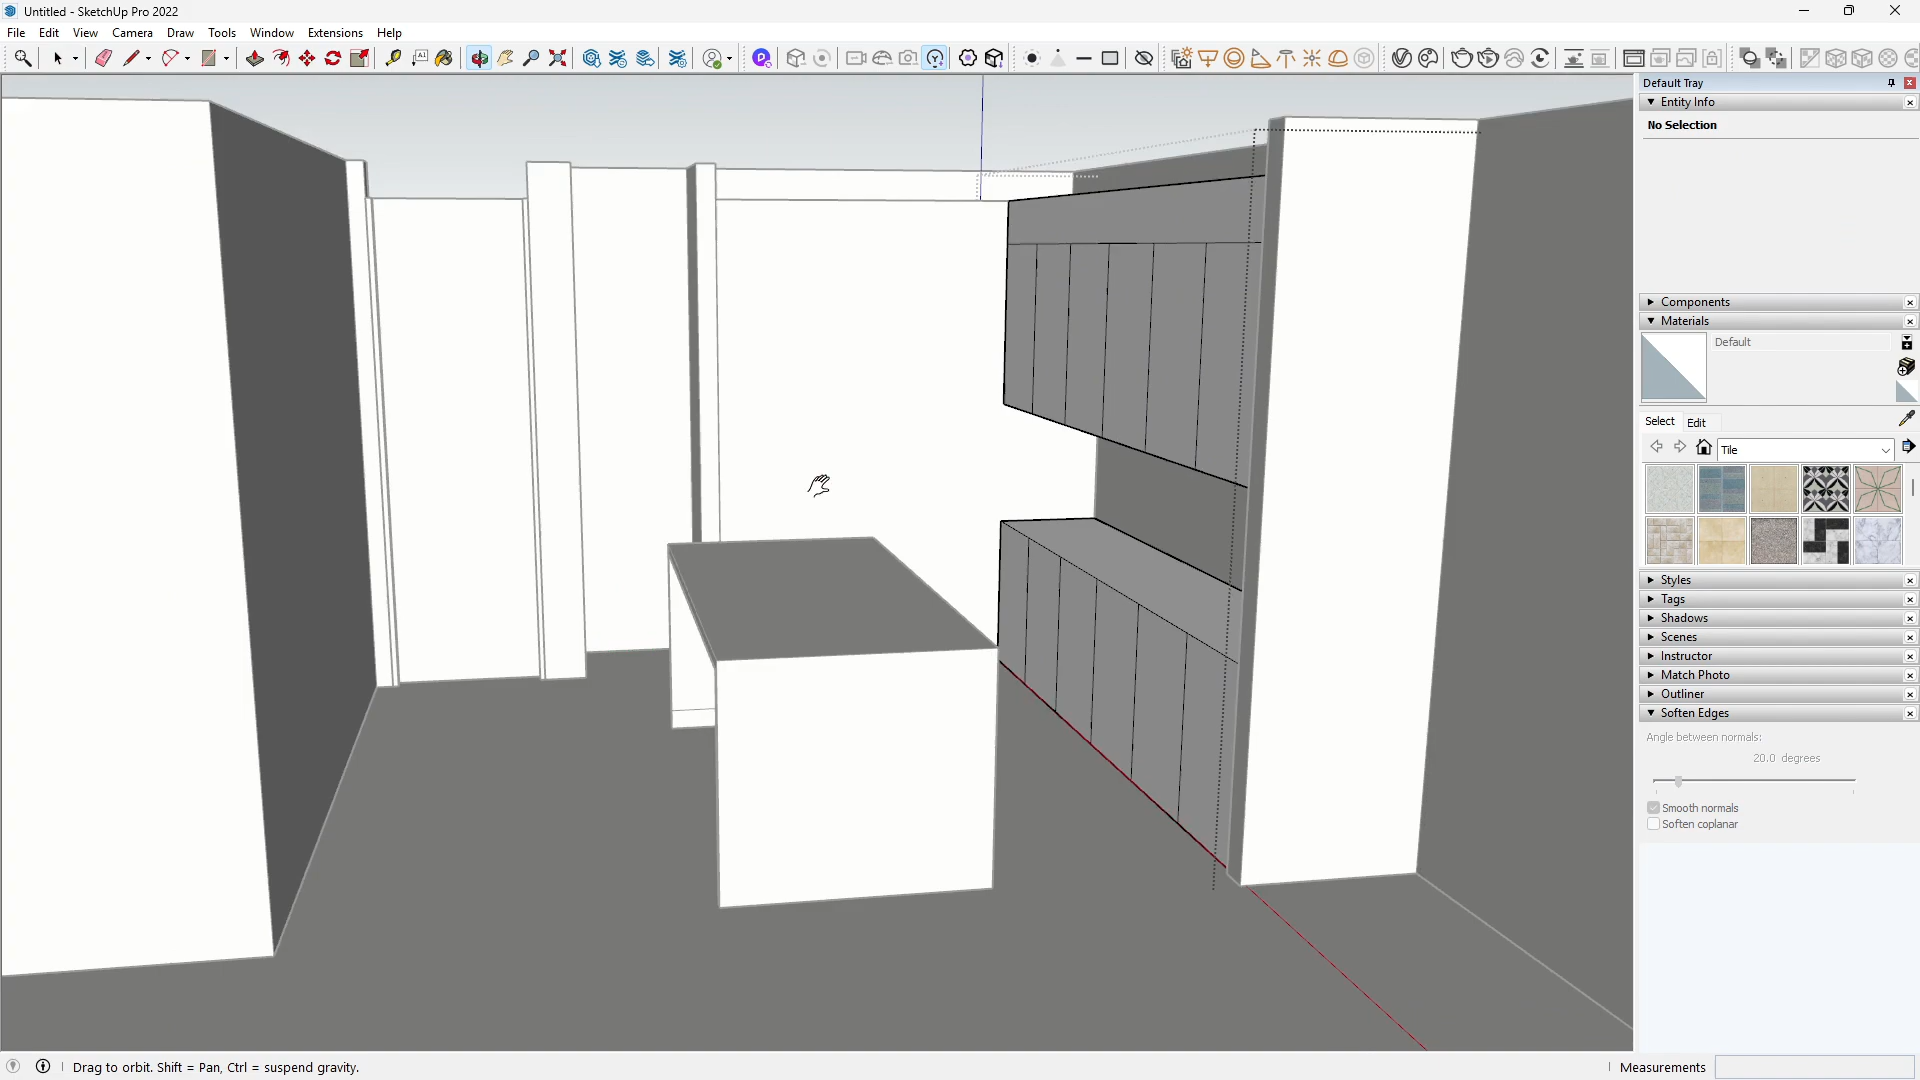 Untitled - SketchUp Pro 2022
File Edit View Camera Draw Tools Window Extensions Help
Default Tray
Entity Info
No Selection
Components
Materials
Default
Select Edit
Tile
Styles
Tags
Shadows
Scenes
Instructor
Match Photo
Outliner
Soften Edges
Angle between normals:
20.0 degrees
Smooth normals
Soften coplanar
Drag to orbit. Shift = Pan, Ctrl = suspend gravity.
Measurements